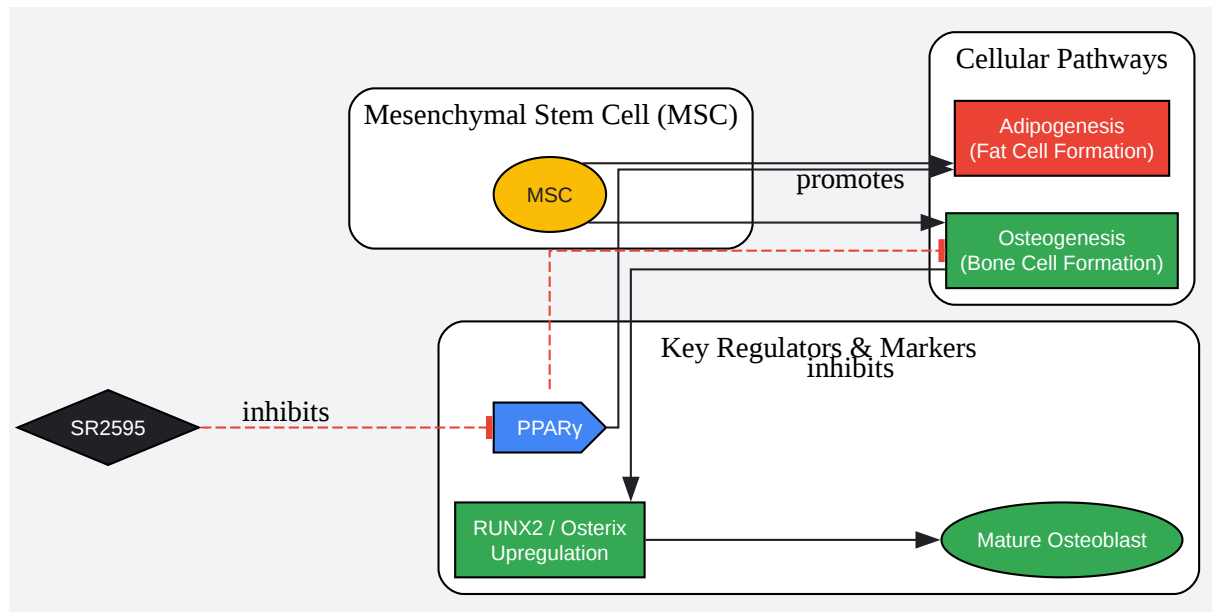 Cellular Pathways
Mesenchymal Stem Cell (MSC)
Adipogenesis
(Fat Cell Formation)
MSC
promotes
Osteogenesis
(Bone Cell Formation)
Key Regulators & Markers
inhibits
inhibits
SR2595
PPARγ
RUNX2 / Osterix
Upregulation
Mature Osteoblast